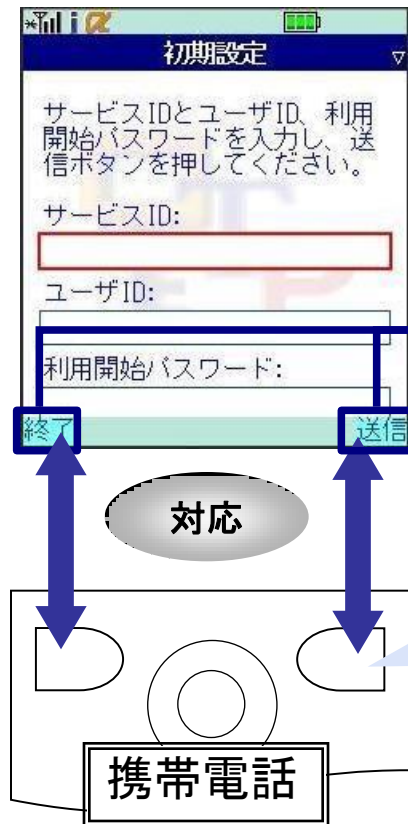 初期設定
サービスIDとユーザID、利用
開始パスワードを入力し、送
信ボタンを押してください。
サービスID:
ユーザID:
利用開始パスワード:
終了 送信
対応
携帯電話